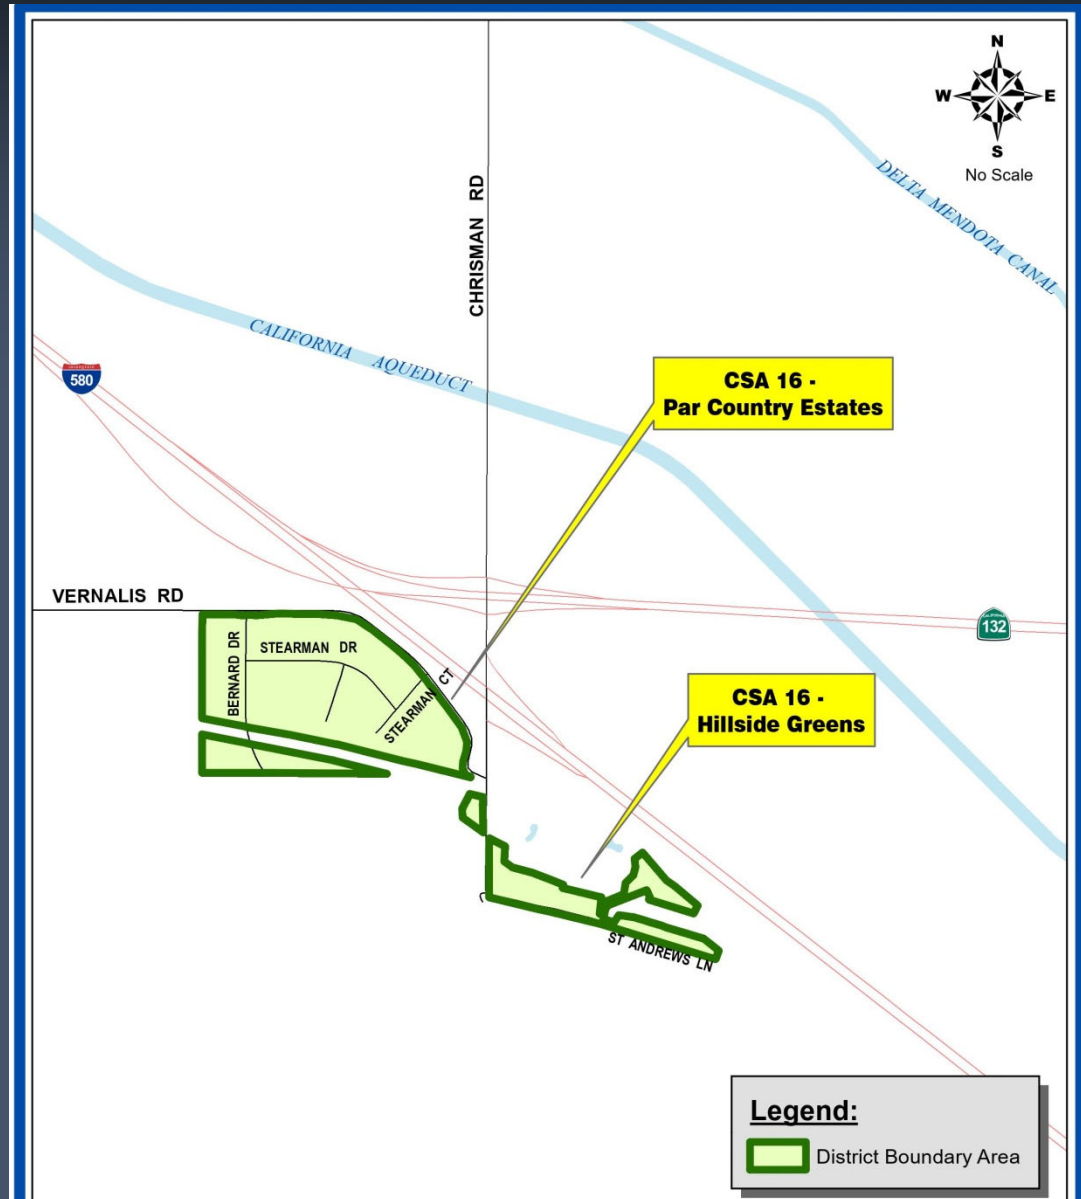 N
W E
S
No Scale
DELTA MENDOTA CANAL
CHRISMAN RD
CALIFORNIA AQUEDUCT
580
CSA 16 -
Par Country Estates
VERNALIS RD
132
BERNARD DR
STEARMAN DR
STEARMAN CT
CSA 16 -
Hillside Greens
ST ANDREWS LN
Legend:
District Boundary Area